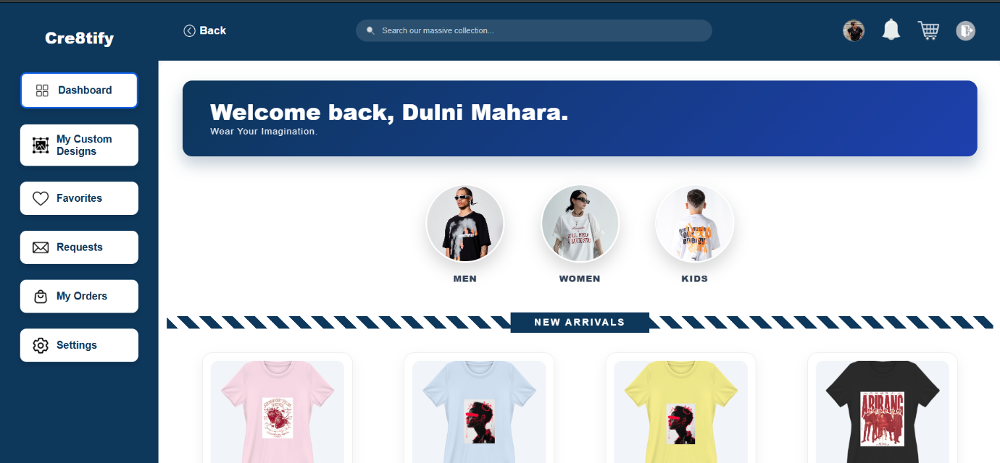 Cre8tify
Back
Search our massive collection...
Dashboard
My Custom
Designs
Favorites
Requests
My Orders
Settings
Welcome back, Dulni Mahara.
Wear Your Imagination.
MEN
WOMEN
KIDS
NEW ARRIVALS
ARIRANG